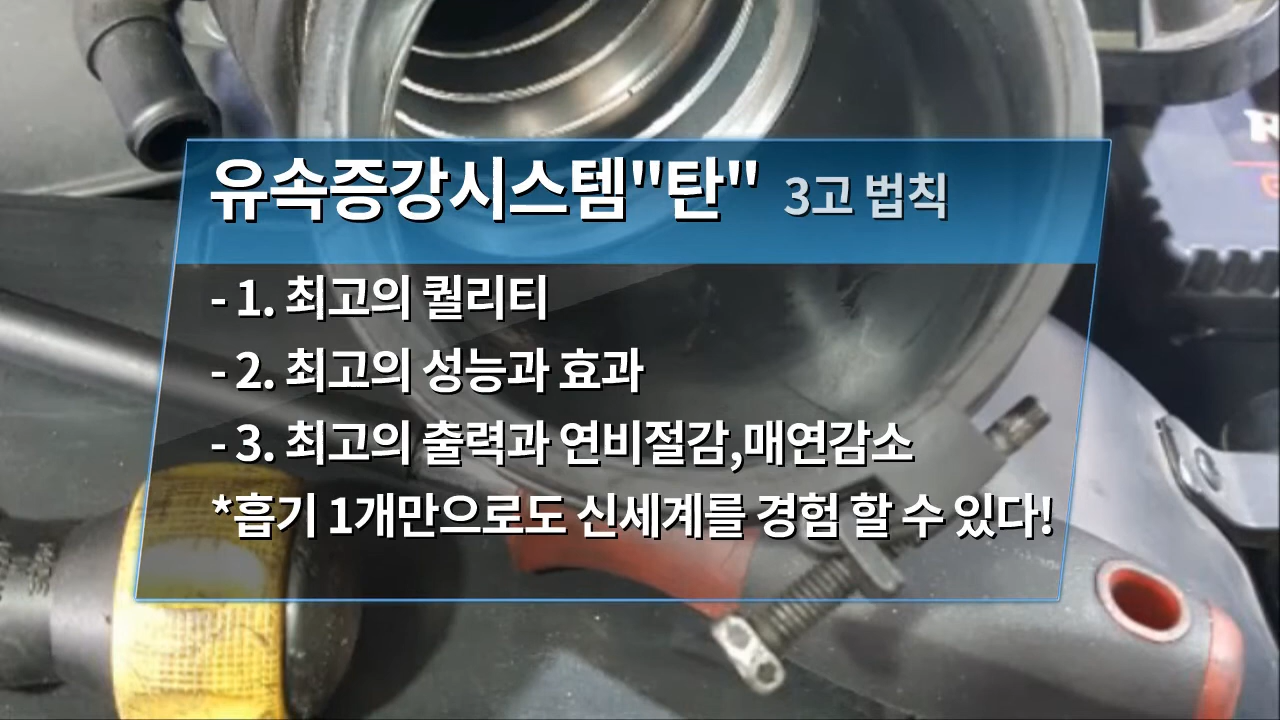 유속증강시스템"탄" 3고 법칙
- 1. 최고의 퀄리티
- 2. 최고의 성능과 효과
- 3. 최고의 출력과 연비절감,매연감소
*흡기 1개만으로도 신세계를 경험 할 수 있다!